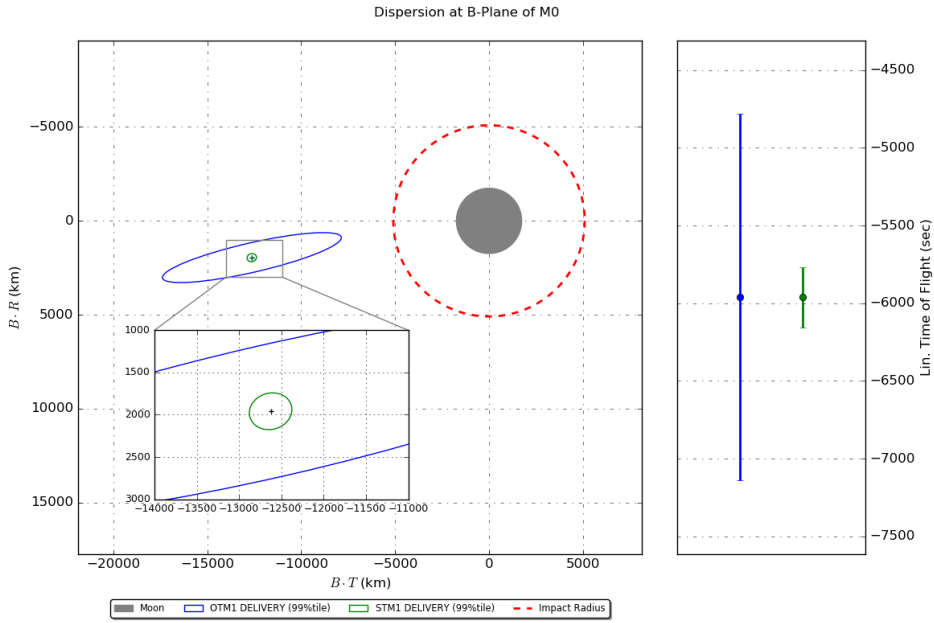 Dispersion at B-Plane of M0
−5000
0
5000
10000
15000
B · R (km)
−20000 −15000 −10000 −5000 0 5000
B · T (km)
1000
1500
2000
2500
3000
−14000 −13500 −13000 −12500 −12000 −11500 −11000
−4500
−5000
−5500
−6000
−6500
−7000
−7500
Lin. Time of Flight (sec)
Moon OTM1 DELIVERY (99%tile) STM1 DELIVERY (99%tile) Impact Radius